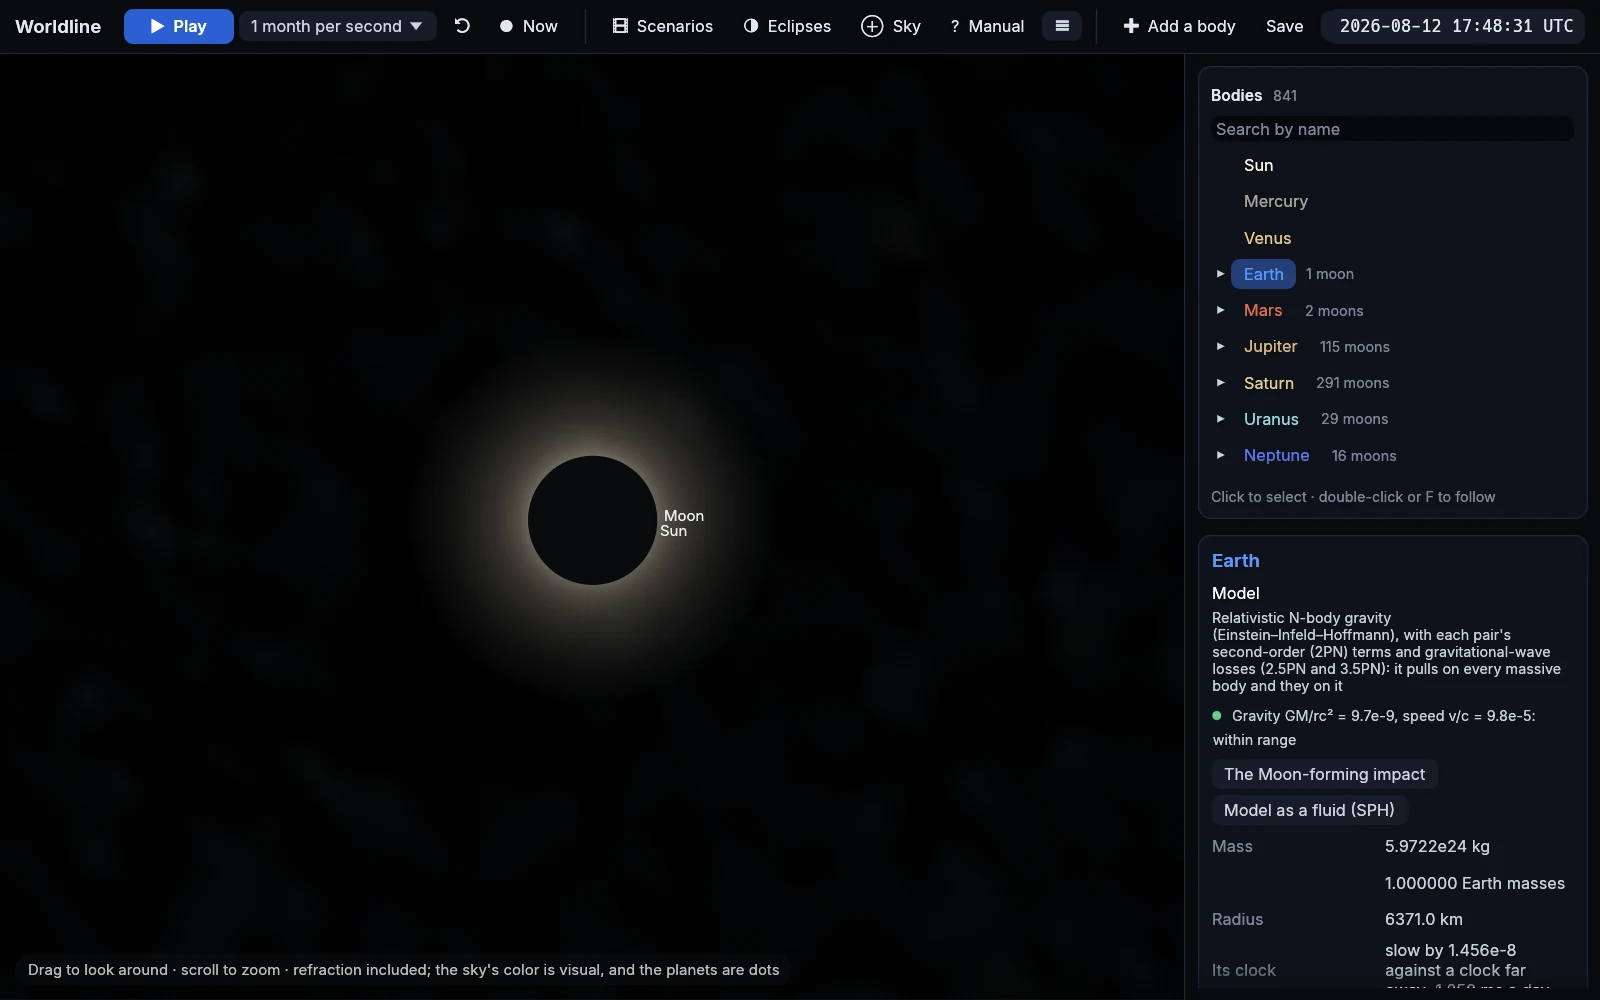 Worldline
Play
1 month per second
Now
Scenarios
Eclipses
Sky
? Manual
Add a body
Save
2026-08-12 17:48:31 UTC
Moon
Sun
Drag to look around · scroll to zoom · refraction included; the sky's color is visual, and the planets are dots
Bodies 841
Search by name
Sun
Mercury
Venus
Earth 1 moon
Mars 2 moons
Jupiter 115 moons
Saturn 291 moons
Uranus 29 moons
Neptune 16 moons
Click to select · double-click or F to follow
Earth
Model
Relativistic N-body gravity
(Einstein–Infeld–Hoffmann), with each pair's
second-order (2PN) terms and gravitational-wave
losses (2.5PN and 3.5PN): it pulls on every massive
body and they on it
Gravity GM/rc² = 9.7e-9, speed v/c = 9.8e-5:
within range
The Moon-forming impact
Model as a fluid (SPH)
Mass 5.9722e24 kg
1.000000 Earth masses
Radius 6371.0 km
Its clock slow by 1.456e-8
against a clock far